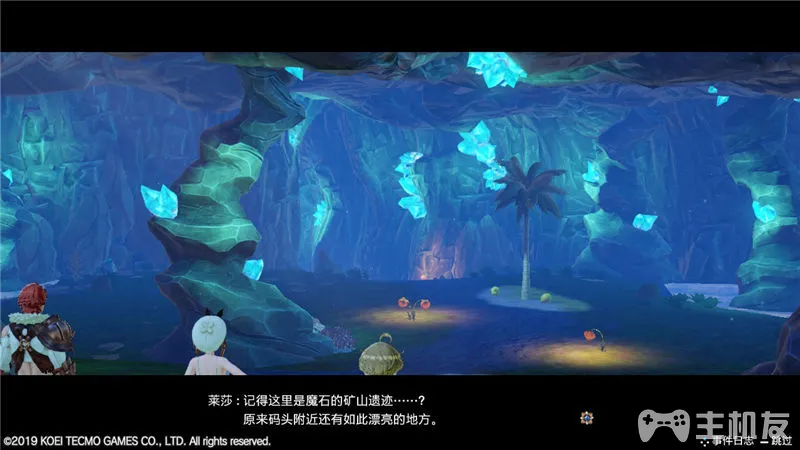 莱莎：记得这里是魔石的矿山遗迹……?
原来码头附近还有如此漂亮的地方。
主机友
©2019 KOEI TECMO GAMES CO., LTD. All rights reserved.
事件日志 跳过